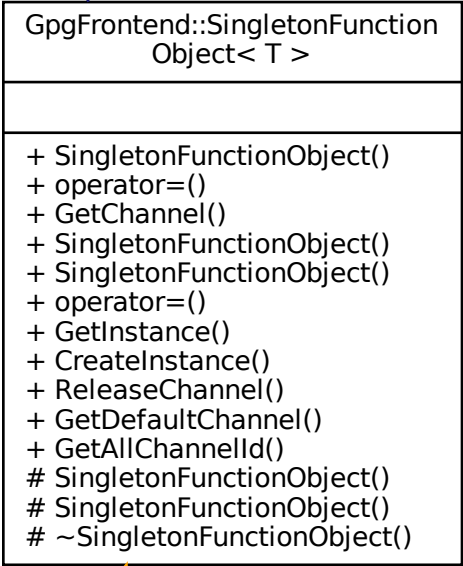 GpgFrontend::SingletonFunction
Object< T >
+ SingletonFunctionObject()
+ operator=()
+ GetChannel()
+ SingletonFunctionObject()
+ SingletonFunctionObject()
+ operator=()
+ GetInstance()
+ CreateInstance()
+ ReleaseChannel()
+ GetDefaultChannel()
+ GetAllChannelId()
# SingletonFunctionObject()
# SingletonFunctionObject()
# ~SingletonFunctionObject()